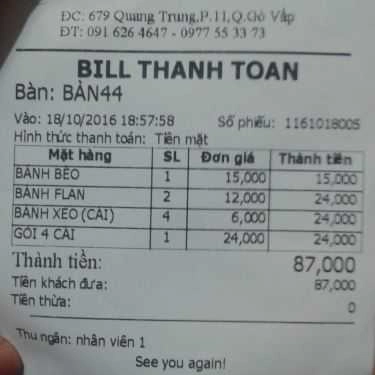 ĐC: 679 Quang Trung,P.11,Q.Gò Vấp
ĐT: 091 626 4647 - 0977 55 33 73
BILL THANH TOAN
Bàn: BÀN44
Vào: 18/10/2016 18:57:58 Số phiếu: 1161018005
Hình thức thanh toán: Tiền mặt
Mặt hàng SL Đơn giá Thành tiền
BÁNH BÈO 1 15,000 15,000
BÁNH FLAN 2 12,000 24,000
BÁNH XÈO (CÁI) 4 6,000 24,000
GÓI 4 CÁI 1 24,000 24,000
Thành tiền: 87,000
Tiền khách đưa: 87,000
Tiền thừa: 0
Thu ngân: nhân viên 1
See you again!